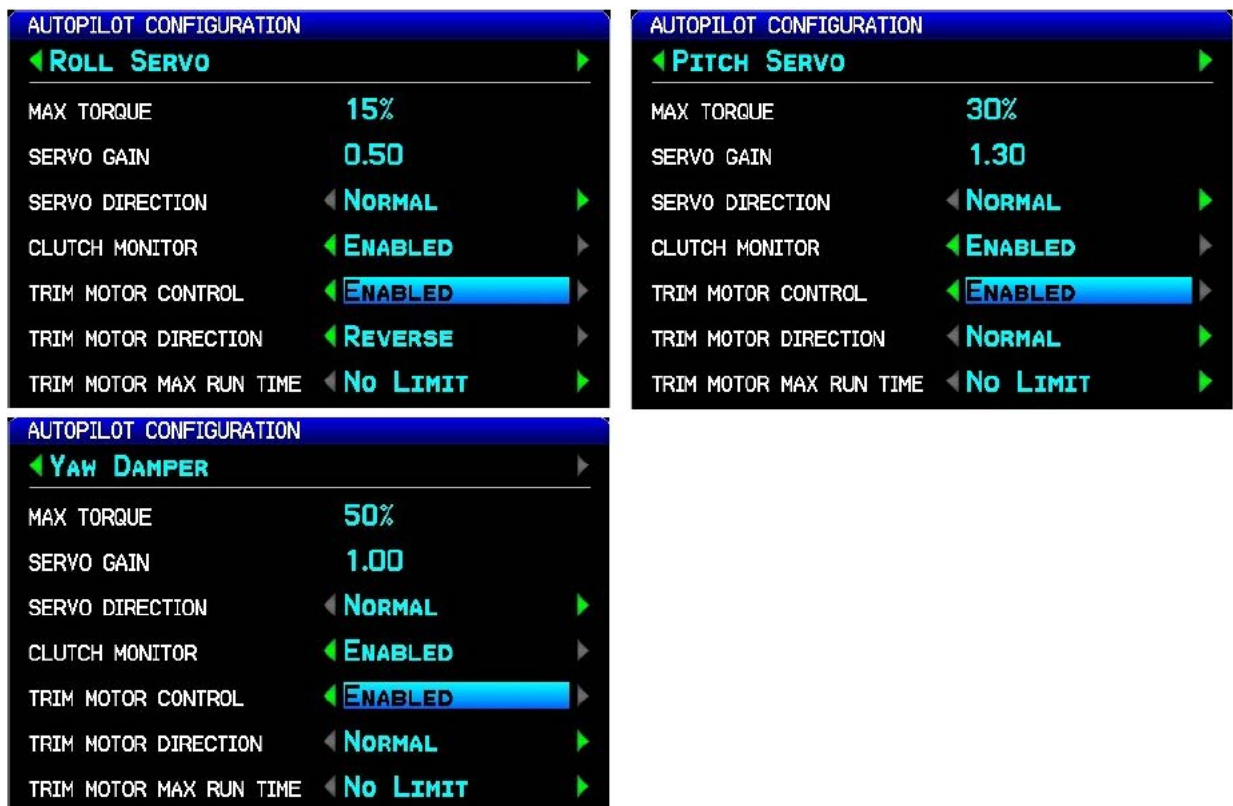 AUTOPILOT CONFIGURATION
ROLL SERVO
MAX TORQUE 15%
SERVO GAIN 0.50
SERVO DIRECTION NORMAL
CLUTCH MONITOR ENABLED
TRIM MOTOR CONTROL ENABLED
TRIM MOTOR DIRECTION REVERSE
TRIM MOTOR MAX RUN TIME NO LIMIT
AUTOPILOT CONFIGURATION
PITCH SERVO
MAX TORQUE 30%
SERVO GAIN 1.30
SERVO DIRECTION NORMAL
CLUTCH MONITOR ENABLED
TRIM MOTOR CONTROL ENABLED
TRIM MOTOR DIRECTION NORMAL
TRIM MOTOR MAX RUN TIME NO LIMIT
AUTOPILOT CONFIGURATION
YAW DAMPER
MAX TORQUE 50%
SERVO GAIN 1.00
SERVO DIRECTION NORMAL
CLUTCH MONITOR ENABLED
TRIM MOTOR CONTROL ENABLED
TRIM MOTOR DIRECTION NORMAL
TRIM MOTOR MAX RUN TIME NO LIMIT